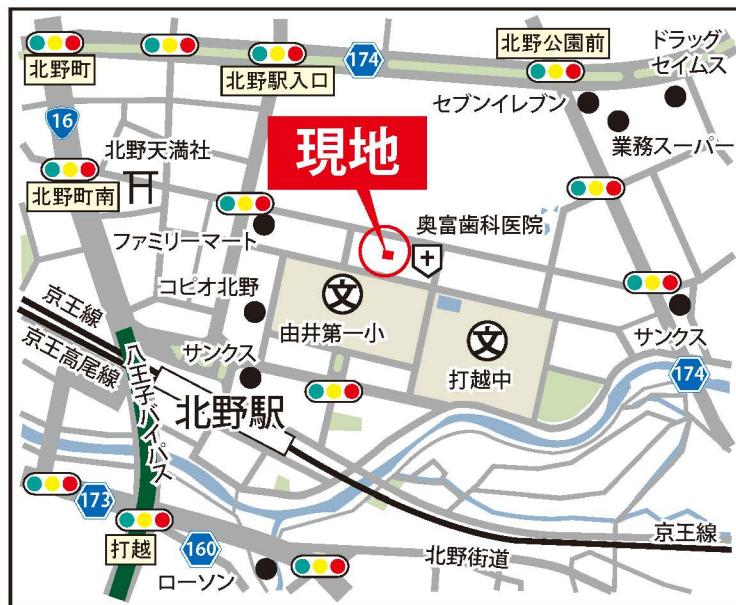 北野町
北野駅入口
174
北野公園前
ドラッグ
セイムス
セブンイレブン
業務スーパー
16
北野天満社
現地
北野町南
奥富歯科医院
ファミリーマート
コピオ北野
文
由井第一小
文
打越中
サンクス
京王線
京王高尾線
サンクス
174
八王子バイパス
北野駅
173
打越
160
ローソン
北野街道
京王線